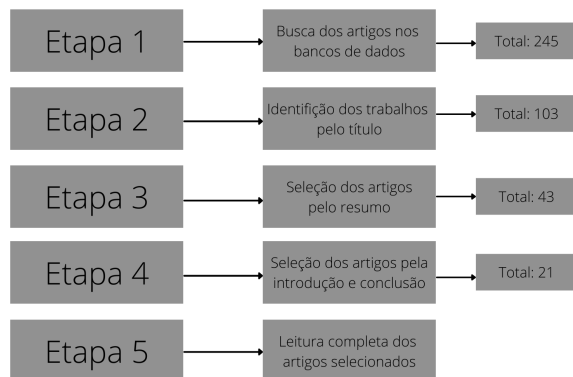 Etapa 1
Busca dos artigos nos
bancos de dados
Total: 245
Etapa 2
Identifição dos trabalhos
pelo título
Total: 103
Etapa 3
Seleção dos artigos
pelo resumo
Total: 43
Etapa 4
Seleção dos artigos pela
introdução e conclusão
Total: 21
Etapa 5
Leitura completa dos
artigos selecionados